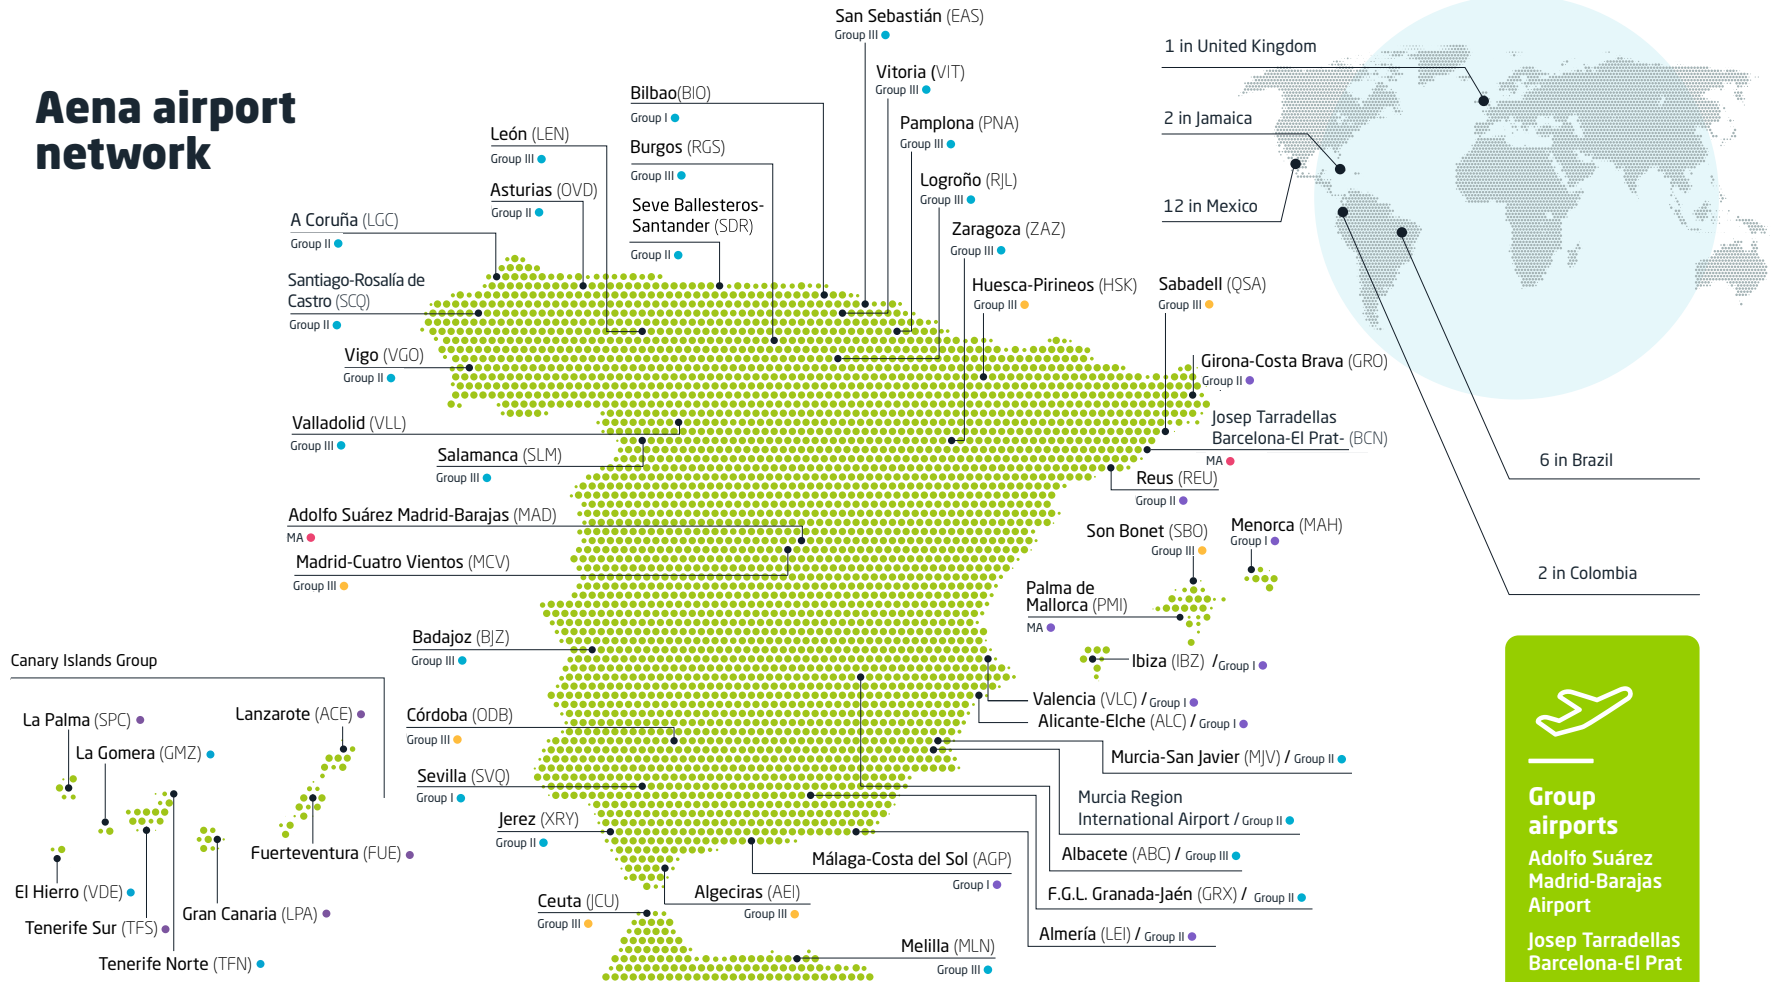 Aena airport
network
San Sebastián (EAS)
Group III
Vitoria (VIT)
Group III
Bilbao(BIO)
Group I
Pamplona (PNA)
Group III
León (LEN)
Group III
Burgos (RGS)
Group III
Logroño (RJL)
Group III
Asturias (OVD)
Group II
Seve Ballesteros-
Santander (SDR)
Group II
Zaragoza (ZAZ)
Group III
A Coruña (LGC)
Group II
Santiago-Rosalía de
Castro (SCQ)
Group II
Huesca-Pirineos (HSK)
Group III
Sabadell (QSA)
Group III
Vigo (VGO)
Group II
Girona-Costa Brava (GRO)
Group II
Valladolid (VLL)
Group III
Josep Tarradellas
Barcelona-El Prat- (BCN)
MA
Salamanca (SLM)
Group III
Reus (REU)
Group II
Adolfo Suárez Madrid-Barajas (MAD)
MA
Madrid-Cuatro Vientos (MCV)
Group III
Son Bonet (SBO)
Group III
Menorca (MAH)
Group I
Palma de
Mallorca (PMI)
MA
Badajoz (BJZ)
Group III
Ibiza (IBZ) /Group I
Valencia (VLC) / Group I
Alicante-Elche (ALC) / Group I
Córdoba (ODB)
Group III
Murcia-San Javier (MJV) / Group II
Sevilla (SVQ)
Group I
Murcia Region
International Airport / Group II
Jerez (XRY)
Group II
Albacete (ABC) / Group III
Málaga-Costa del Sol (AGP)
Group I
F.G.L. Granada-Jaén (GRX) / Group II
Algeciras (AEI)
Group III
Ceuta (JCU)
Group III
Almería (LEI) / Group II
Melilla (MLN)
Group III
Canary Islands Group
La Palma (SPC)
Lanzarote (ACE)
La Gomera (GMZ)
Fuerteventura (FUE)
El Hierro (VDE)
Gran Canaria (LPA)
Tenerife Sur (TFS)
Tenerife Norte (TFN)
1 in United Kingdom
2 in Jamaica
12 in Mexico
6 in Brazil
2 in Colombia
Group
airports
Adolfo Suárez
Madrid-Barajas
Airport
Josep Tarradellas
Barcelona-El Prat